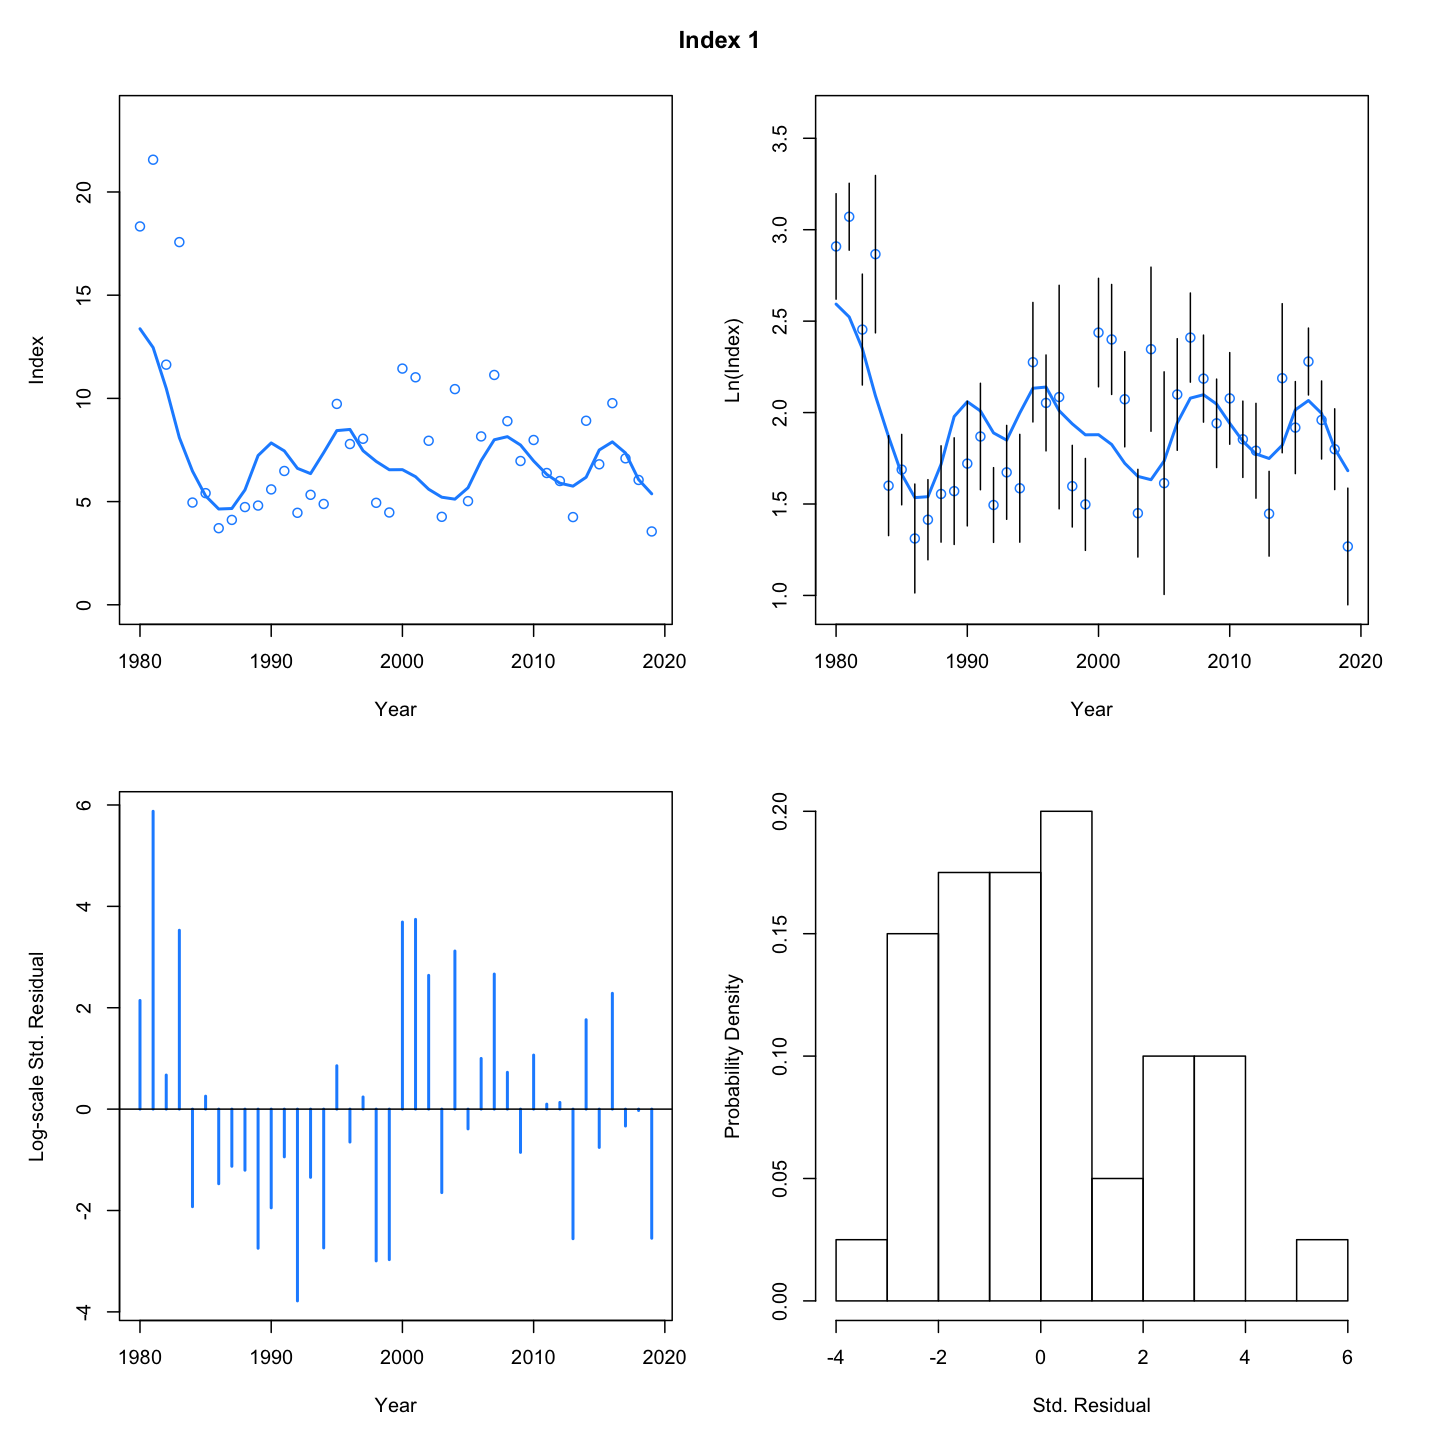 Index 1
Index
20
15
10
5
0
1980 1990 2000 2010 2020
Year
Ln(Index)
3.5
3.0
2.5
2.0
1.5
1.0
1980 1990 2000 2010 2020
Year
Log-scale Std. Residual
6
4
2
0
-2
-4
1980 1990 2000 2010 2020
Year
Probability Density
0.20
0.15
0.10
0.05
0.00
-4 -2 0 2 4 6
Std. Residual